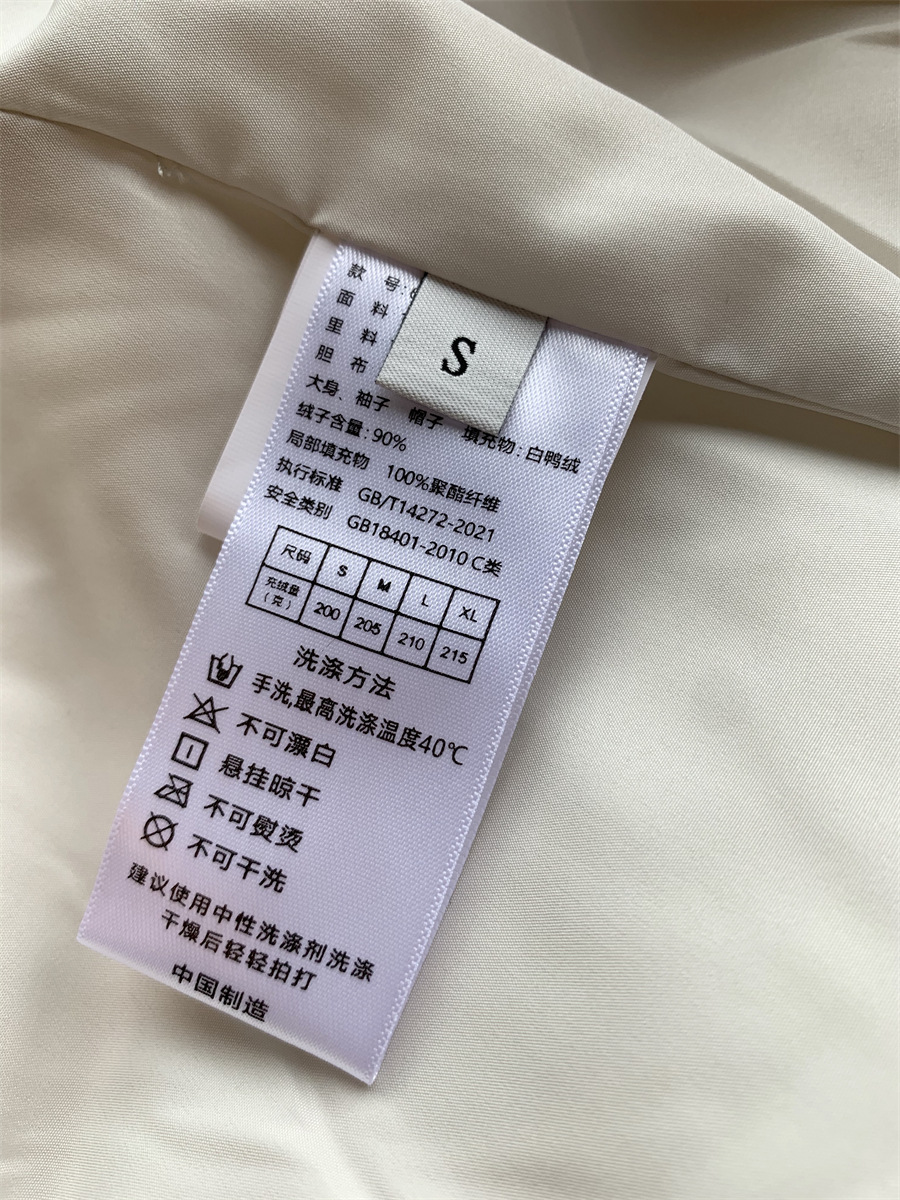 S
款 号:
面 料
里 料
胆 布
大身、袖子 帽子 填充物:白鸭绒
绒子含量:90%
局部填充物 100%聚酯纤维
执行标准 GB/T14272-2021
安全类别 GB18401-2010 C类
尺码 S M L XL
充绒量(克) 200 205 210 215
洗涤方法
手洗,最高洗涤温度40℃
不可漂白
悬挂晾干
不可熨烫
不可干洗
建议使用中性洗涤剂洗涤
干燥后轻轻拍打
中国制造